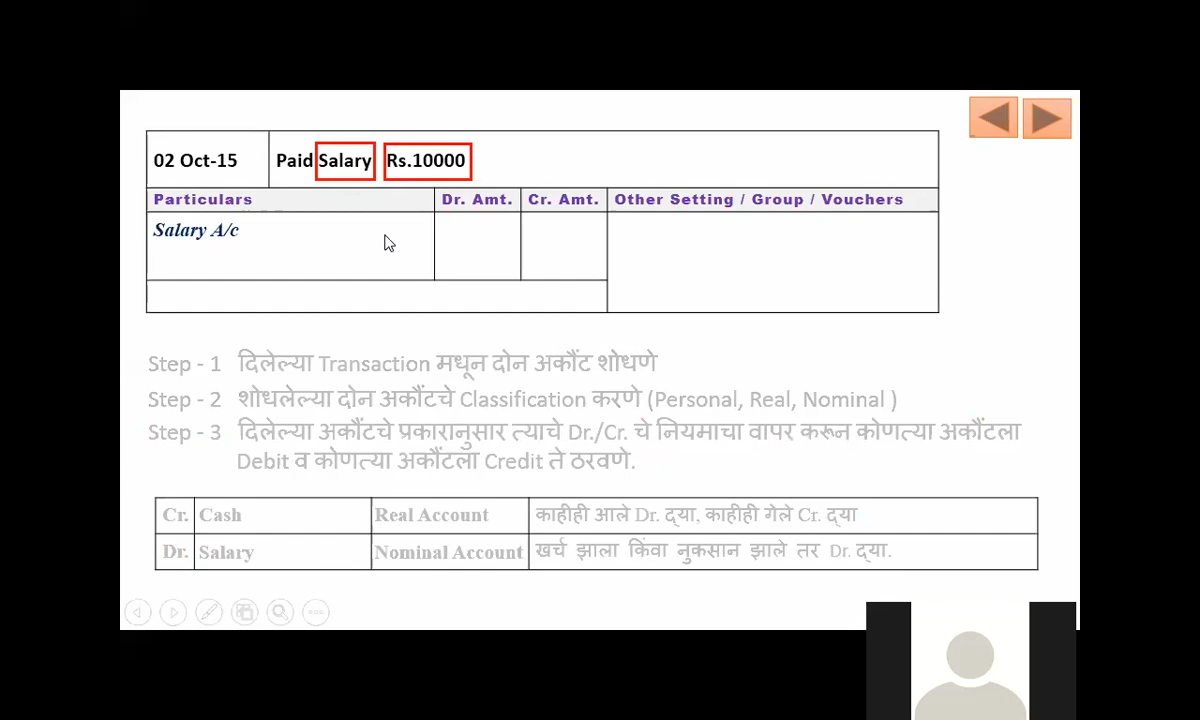 02 Oct-15 Paid Salary Rs.10000
Particulars Dr. Amt. Cr. Amt. Other Setting / Group / Vouchers
Salary A/c
Step - 1 दिलेल्या Transaction मधून दोन अकौंट शोधणे
Step - 2 शोधलेल्या दोन अकौंटचे Classification करणे (Personal, Real, Nominal )
Step - 3 दिलेल्या अकौंटचे प्रकारानुसार त्याचे Dr./Cr. चे नियमाचा वापर करून कोणत्या अकौंटला
Debit व कोणत्या अकौंटला Credit ते ठरवणे.
Cr. Cash Real Account काहीही आले Dr. द्या, काहीही गेले Cr. द्या
Dr. Salary Nominal Account खर्च झाला किंवा नुकसान झाले तर Dr. द्या.